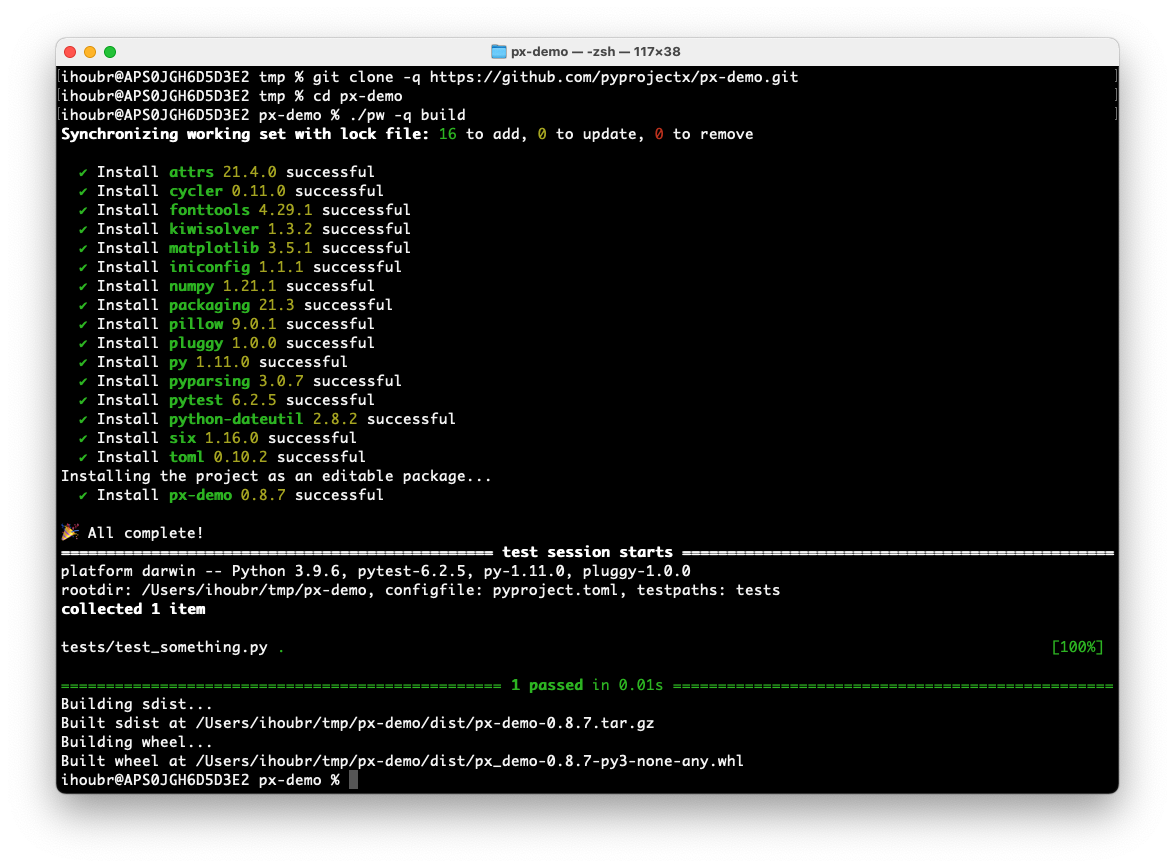 px-demo — -zsh — 117×38
ihoubr@APS0JGH6D5D3E2 tmp % git clone -q https://github.com/pyprojectx/px-demo.git
ihoubr@APS0JGH6D5D3E2 tmp % cd px-demo
ihoubr@APS0JGH6D5D3E2 px-demo % ./pw -q build
Synchronizing working set with lock file: 16 to add, 0 to update, 0 to remove
✔ Install attrs 21.4.0 successful
✔ Install cycler 0.11.0 successful
✔ Install fonttools 4.29.1 successful
✔ Install kiwisolver 1.3.2 successful
✔ Install matplotlib 3.5.1 successful
✔ Install iniconfig 1.1.1 successful
✔ Install numpy 1.21.1 successful
✔ Install packaging 21.3 successful
✔ Install pillow 9.0.1 successful
✔ Install pluggy 1.0.0 successful
✔ Install py 1.11.0 successful
✔ Install pyparsing 3.0.7 successful
✔ Install pytest 6.2.5 successful
✔ Install python-dateutil 2.8.2 successful
✔ Install six 1.16.0 successful
✔ Install toml 0.10.2 successful
Installing the project as an editable package...
✔ Install px-demo 0.8.7 successful
🎉 All complete!
================================================ test session starts ================================================
platform darwin -- Python 3.9.6, pytest-6.2.5, py-1.11.0, pluggy-1.0.0
rootdir: /Users/ihoubr/tmp/px-demo, configfile: pyproject.toml, testpaths: tests
collected 1 item
tests/test_something.py . [100%]
================================================= 1 passed in 0.01s =================================================
Building sdist...
Built sdist at /Users/ihoubr/tmp/px-demo/dist/px-demo-0.8.7.tar.gz
Building wheel...
Built wheel at /Users/ihoubr/tmp/px-demo/dist/px_demo-0.8.7-py3-none-any.whl
ihoubr@APS0JGH6D5D3E2 px-demo %